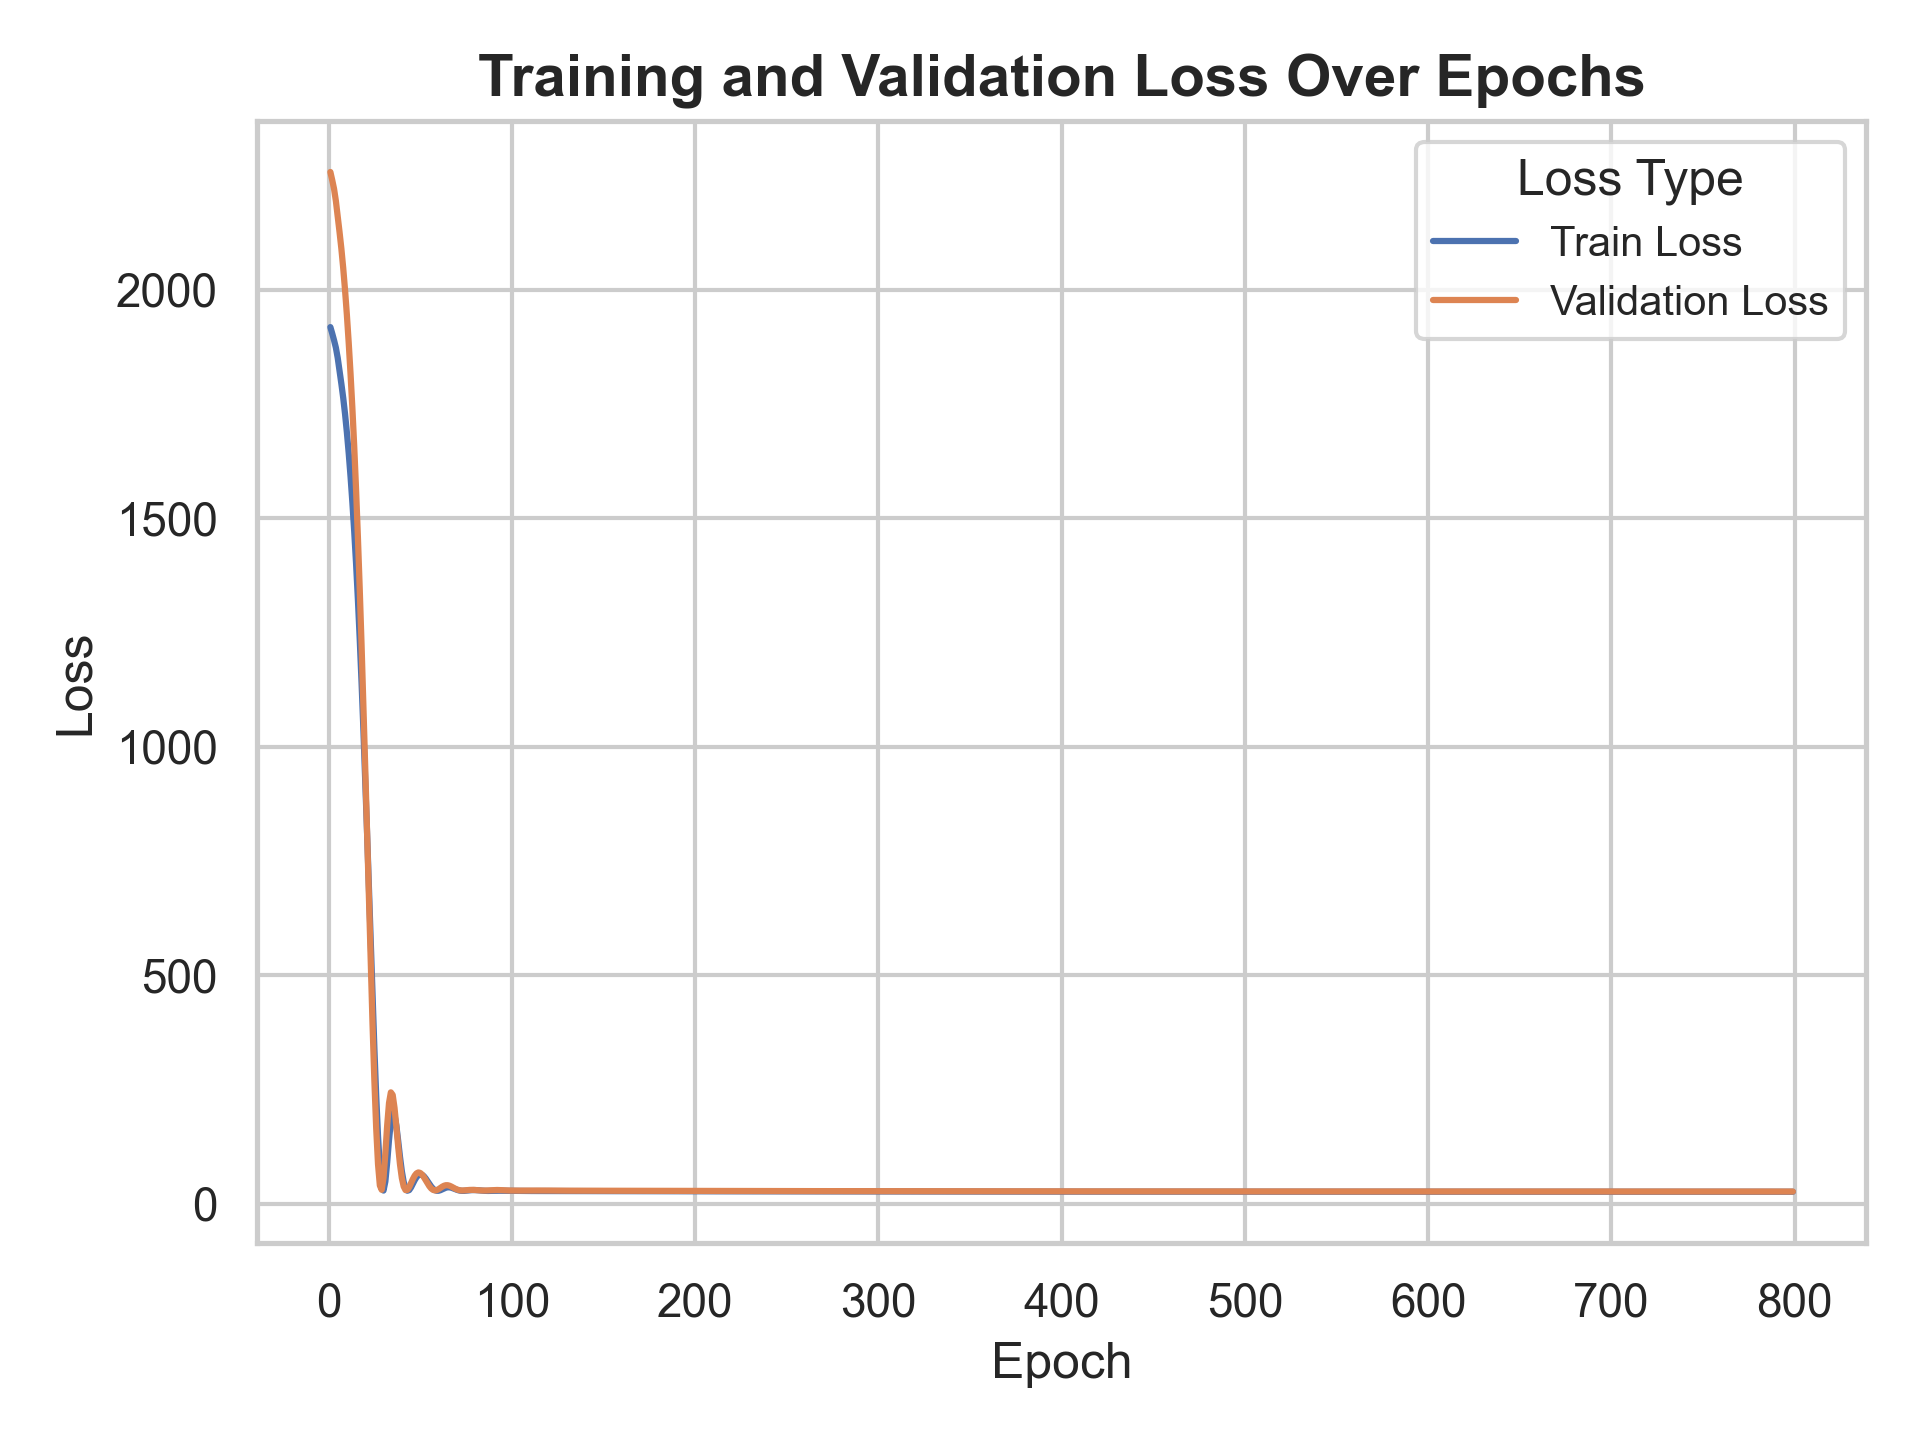 Training and Validation Loss Over Epochs
Loss Type
Train Loss
Validation Loss
2000
1500
1000
500
0
Loss
0 100 200 300 400 500 600 700 800
Epoch